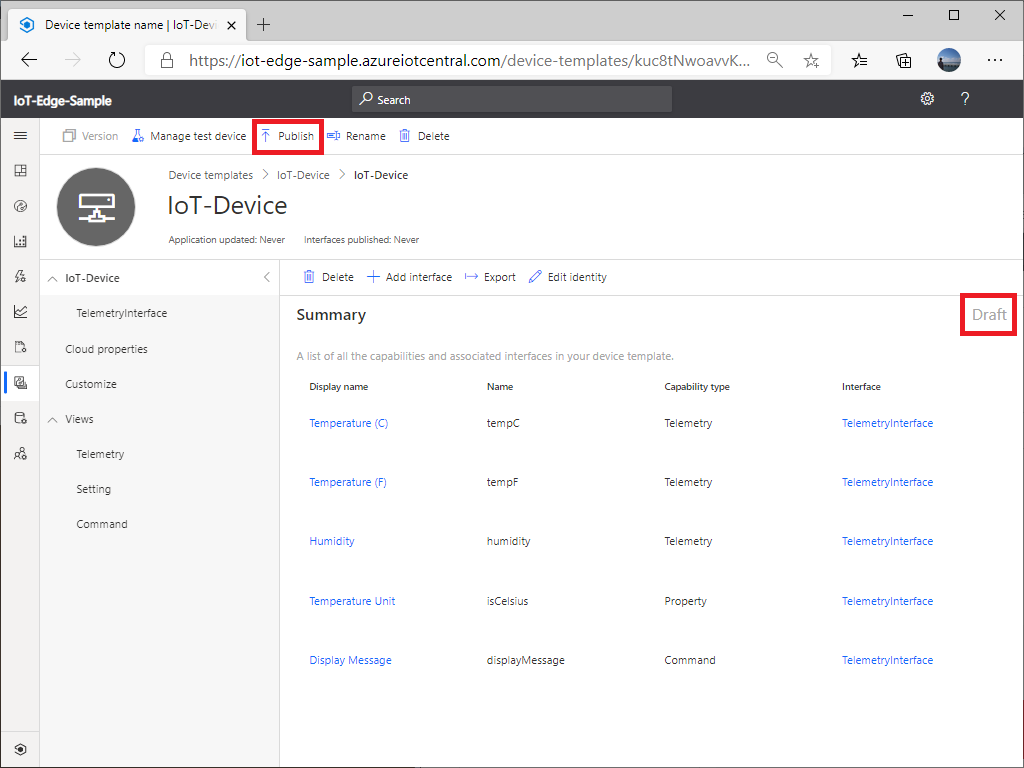 Device template name | IoT-Devi
https://iot-edge-sample.azureiotcentral.com/device-templates/kuc8tNwoavvK...
IoT-Edge-Sample
Search
Version Manage test device Publish Rename Delete
Device templates > IoT-Device > IoT-Device
IoT-Device
Application updated: Never Interfaces published: Never
IoT-Device
TelemetryInterface
Cloud properties
Customize
Views
Telemetry
Setting
Command
Delete Add interface Export Edit identity
Summary Draft
A list of all the capabilities and associated interfaces in your device template.
Display name Name Capability type Interface
Temperature (C) tempC Telemetry TelemetryInterface
Temperature (F) tempF Telemetry TelemetryInterface
Humidity humidity Telemetry TelemetryInterface
Temperature Unit isCelsius Property TelemetryInterface
Display Message displayMessage Command TelemetryInterface